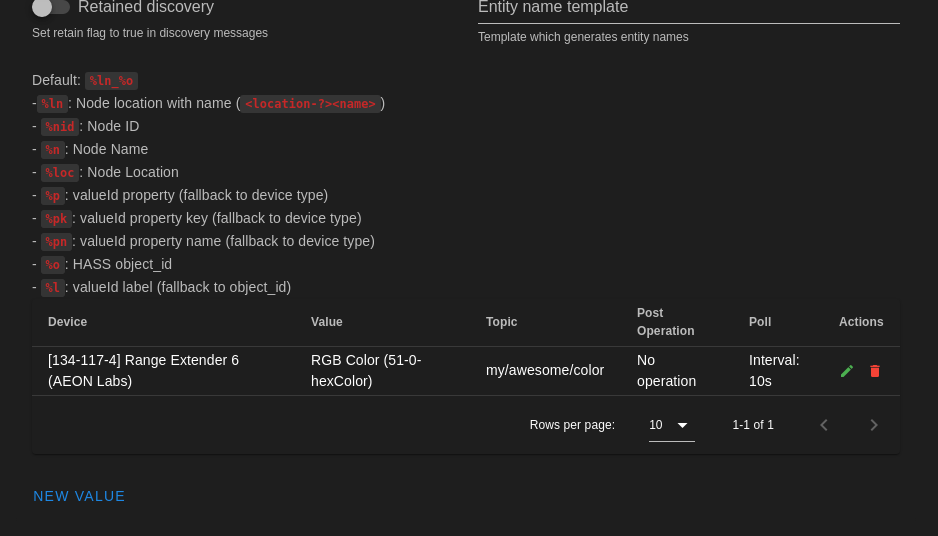 Retained discovery
Entity name template
Set retain flag to true in discovery messages
Template which generates entity names
Default: %ln_%o
-%ln: Node location with name (<location-?><name>)
- %nid: Node ID
- %n: Node Name
- %loc: Node Location
- %p: valueId property (fallback to device type)
- %pk: valueId property key (fallback to device type)
- %pn: valueId property name (fallback to device type)
- %o: HASS object_id
- %l: valueId label (fallback to object_id)
Device Value Topic Post Operation Poll Actions
[134-117-4] Range Extender 6 RGB Color (51-0- my/awesome/color No Interval:
(AEON Labs) hexColor) operation 10s
Rows per page: 10 1-1 of 1
NEW VALUE